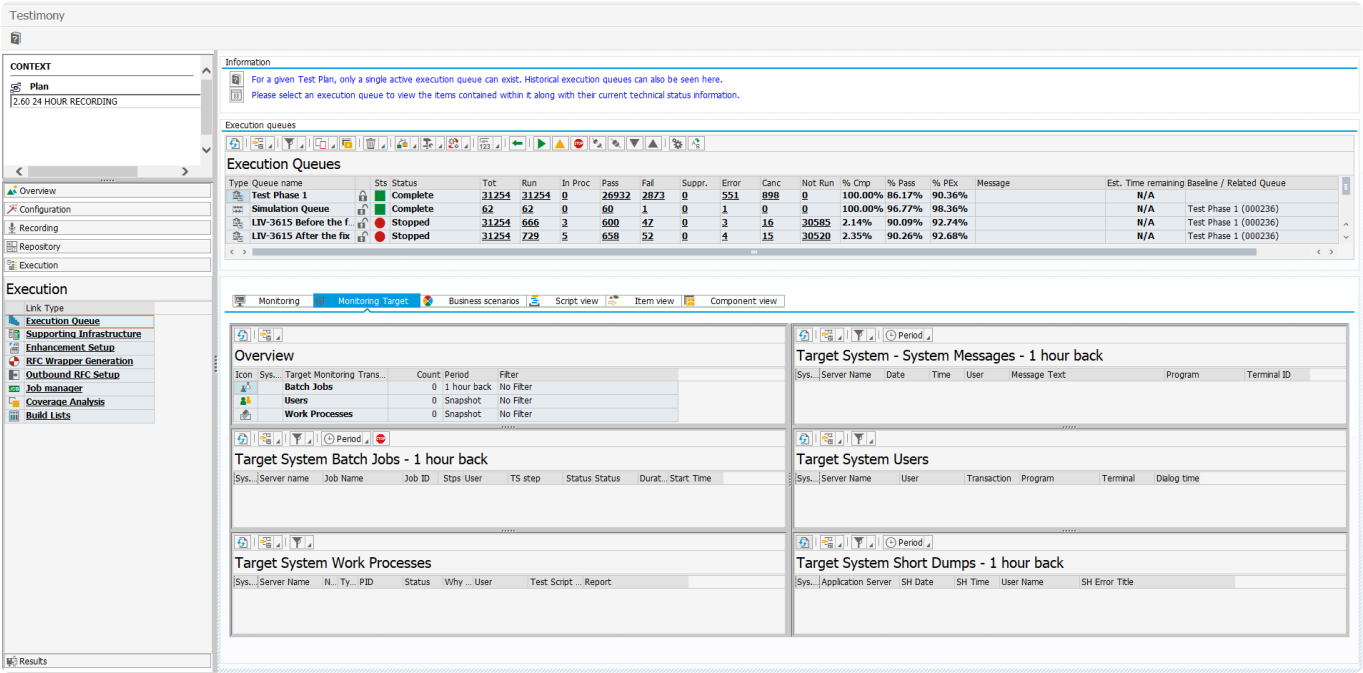 Testimony
CONTEXT
Plan
2.60 24 HOUR RECORDING
Overview
Configuration
Recording
Repository
Execution
Execution
Link Type
Execution Queue
Supporting Infrastructure
Enhancement Setup
RFC Wrapper Generation
Outbound RFC Setup
Job manager
Coverage Analysis
Build Lists
Results
Information
For a given Test Plan, only a single active execution queue can exist. Historical execution queues can also be seen here.
Please select an execution queue to view the items contained within it along with their current technical status information.
Execution queues
Execution Queues
Type Queue name Sts Status Tot Run In Proc Pass Fail Suppr. Error Canc Not Run % Cmp % Pass % PEx Message Est. Time remaining Baseline / Related Queue
Test Phase 1 Complete 31254 31254 0 26932 2873 0 551 898 0 100.00% 86.17% 90.36% N/A
Simulation Queue Complete 62 62 0 60 1 0 1 0 0 100.00% 96.77% 98.36% N/A Test Phase 1 (000236)
LIV-3615 Before the f... Stopped 31254 666 3 600 47 0 3 16 30585 2.14% 90.09% 92.74% N/A Test Phase 1 (000236)
LIV-3615 After the fix Stopped 31254 729 5 658 52 0 4 15 30520 2.35% 90.26% 92.68% N/A Test Phase 1 (000236)
Monitoring Monitoring Target Business scenarios Script view Item view Component view
Overview
Icon Sys... Target Monitoring Trans... Count Period Filter
Batch Jobs 0 1 hour back No Filter
Users 0 Snapshot No Filter
Work Processes 0 Snapshot No Filter
Period
Target System - System Messages - 1 hour back
Sys... Server Name Date Time User Message Text Program Terminal ID
Period
Target System Batch Jobs - 1 hour back
Sys... Server name Job Name Job ID Stps User TS step Status Status Durat... Start Time
Target System Users
Sys... Server Name User Transaction Program Terminal Dialog time
Target System Work Processes
Sys... Server Name N... Ty... PID Status Why ... User Test Script ... Report
Period
Target System Short Dumps - 1 hour back
Sys... Application Server SH Date SH Time User Name SH Error Title